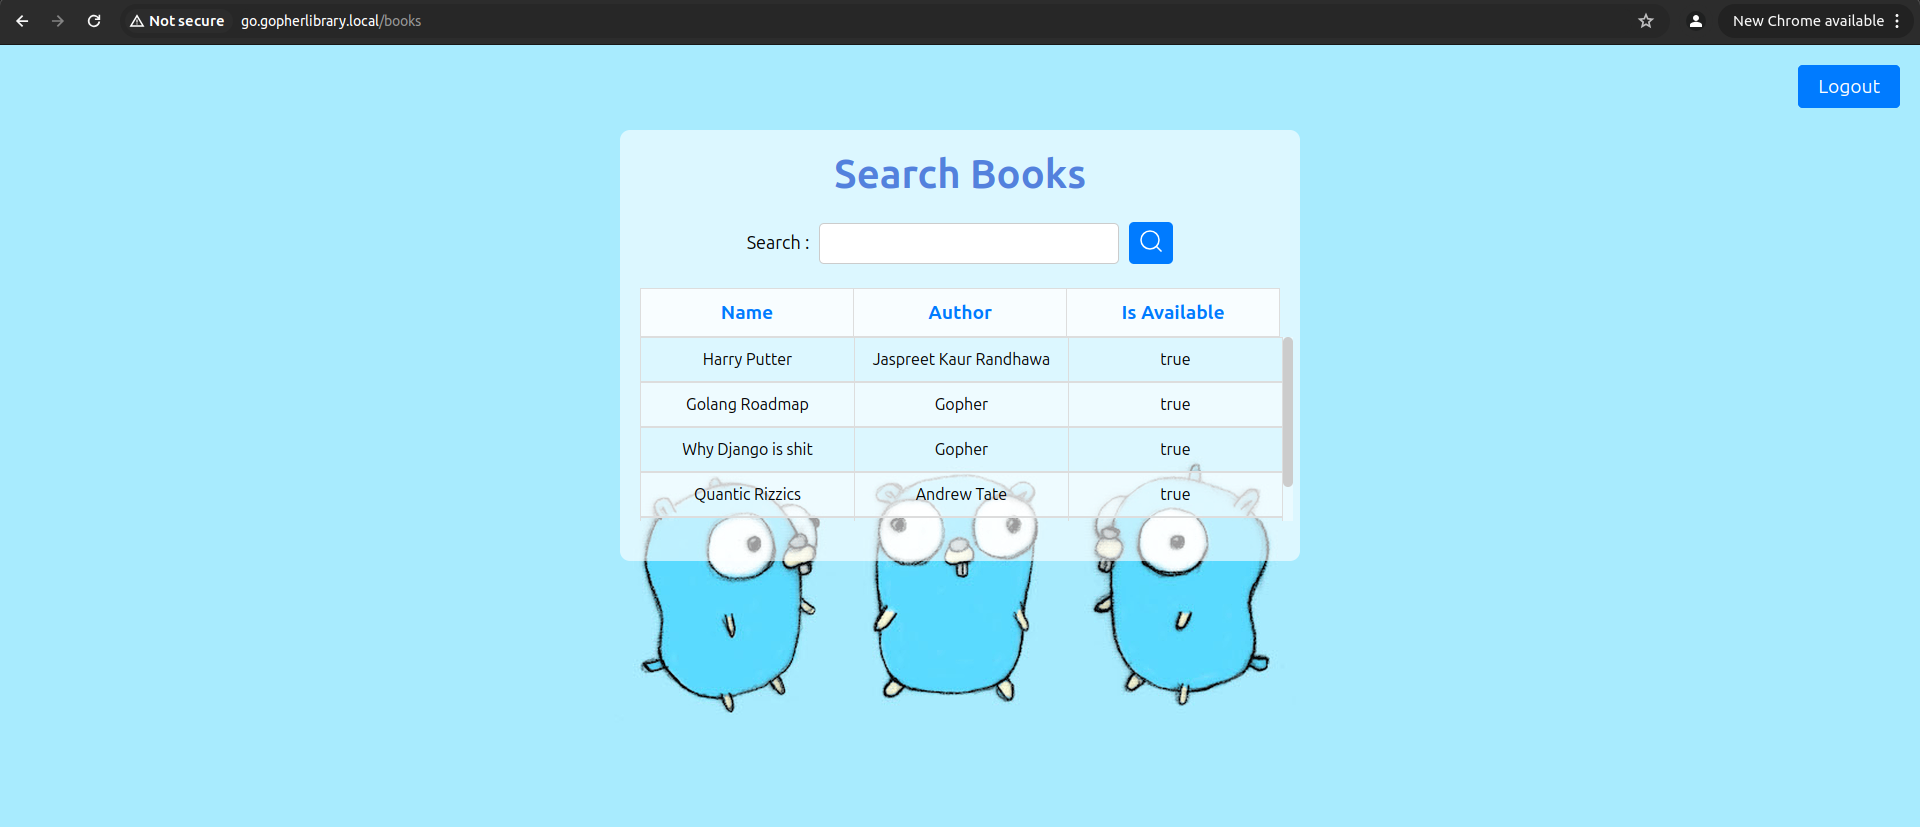 Not secure go.gopherlibrary.local/books New Chrome available
Logout
Search Books
Search :
Name Author Is Available
Harry Putter Jaspreet Kaur Randhawa true
Golang Roadmap Gopher true
Why Django is shit Gopher true
Quantic Rizzics Andrew Tate true